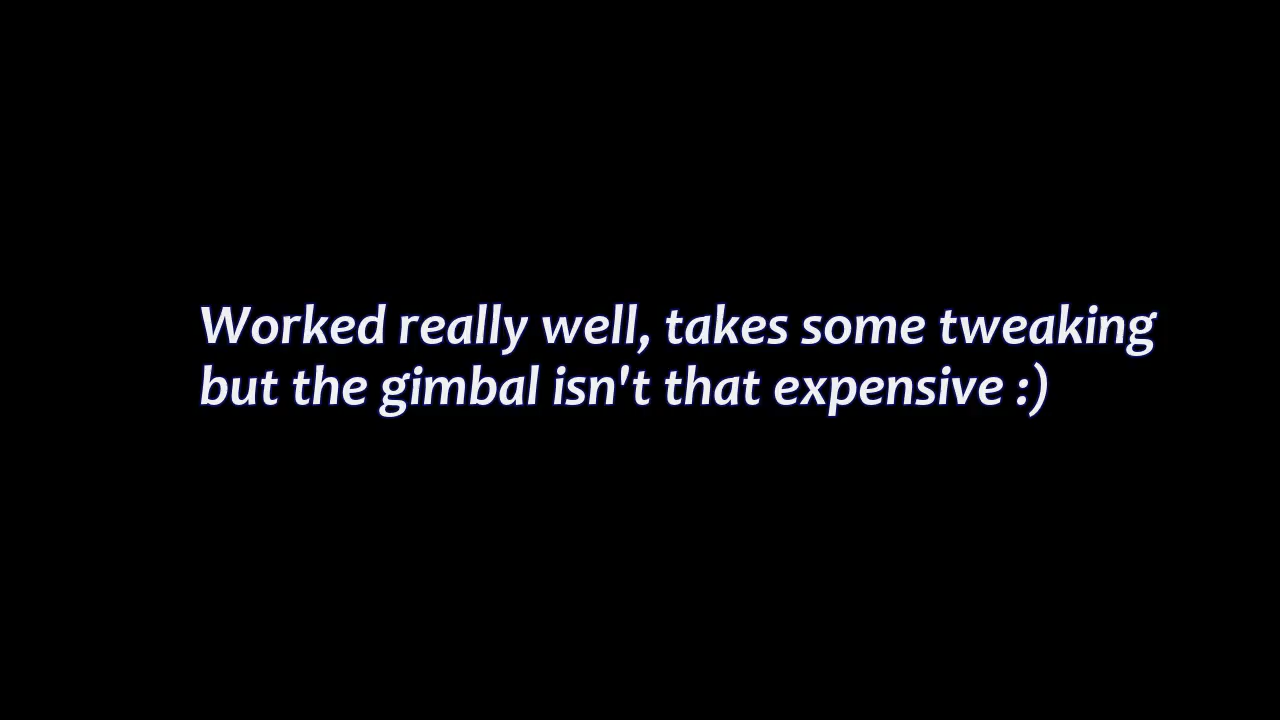 Worked really well, takes some tweaking
but the gimbal isn't that expensive :)